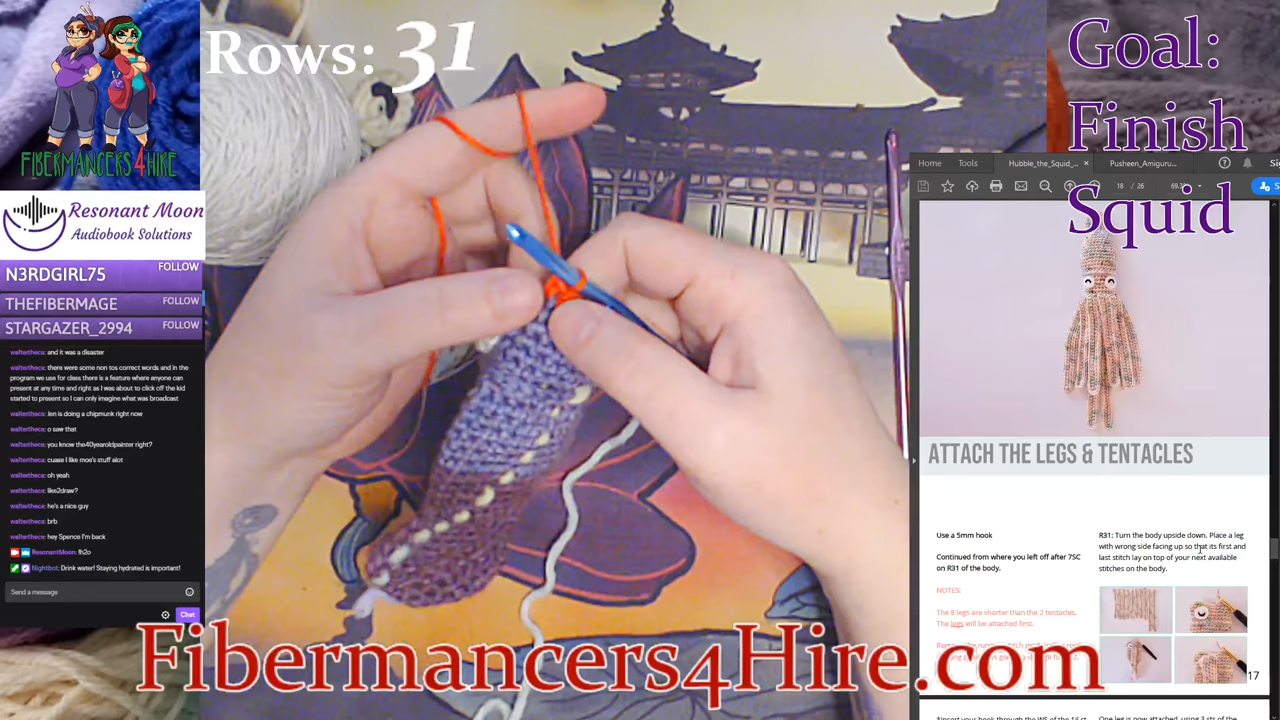 Rows: 31
Goal:
Finish
Squid
FIBERMANCERS4HIRE
Resonant Moon
Audiobook Solutions
N3RDGIRL75 FOLLOW
THEFIBERMAGE FOLLOW
STARGAZER_2994 FOLLOW
walterthecs: and it was a disaster
walterthecs: there were some non tos correct words and in the
program we use for class there is a feature where anyone can
present at any time and right as I was about to click off the kid
started to present so I can only imagine what was broadcast
walterthecs: Jen is doing a chipmunk right now
walterthecs: o saw that
walterthecs: you know the40yearoldpainter right?
walterthecs: cuase I like moe's stuff alot
walterthecs: oh yeah
walterthecs: like2draw?
walterthecs: he's a nice guy
walterthecs: brb
walterthecs: hey Spence I'm back
ResonantMoon: fh2o
Nightbot: Drink water! Staying hydrated is important!
Send a message
Chat
Home Tools Hubble_the_Squid_... × Pusheen_Amiguru...
18 / 26
ATTACH THE LEGS & TENTACLES
Use a 5mm hook
Continued from where you left off after 7SC
on R31 of the body.
NOTES:
The 8 legs are shorter than the 2 tentacles.
The legs will be attached first.
R31: Turn the body upside down. Place a leg
with wrong side facing up so that its first and
last stitch lay on top of your next available
stitches on the body.
17
Fibermancers4Hire.com